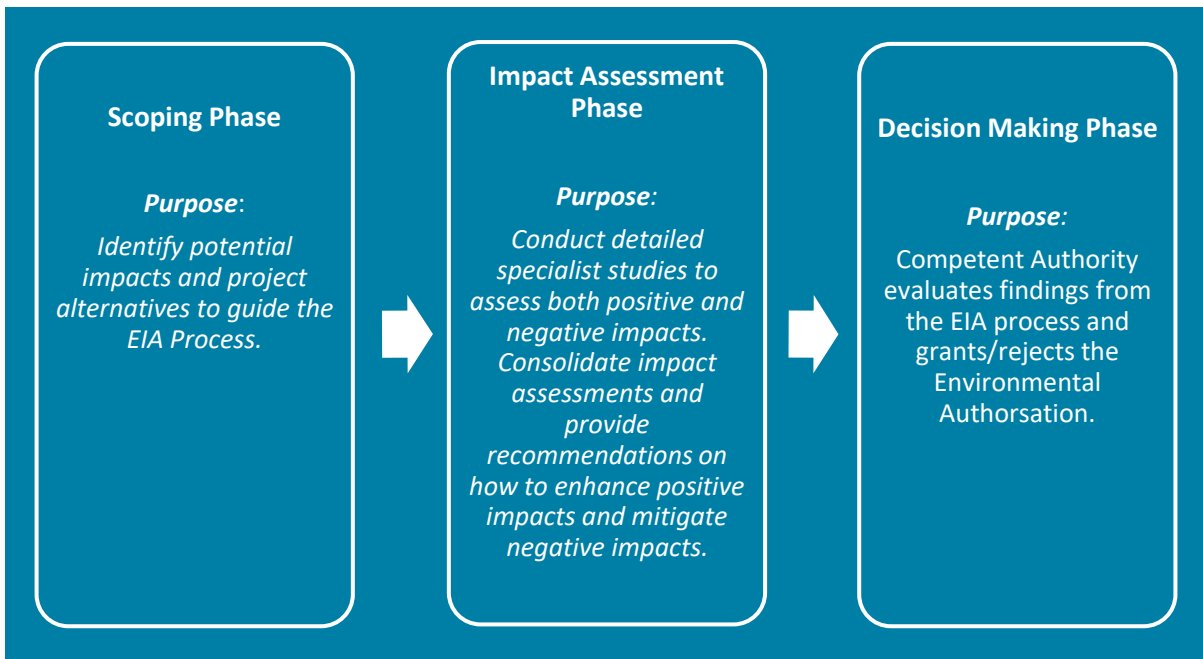 Scoping Phase
Purpose:
Identify potential
impacts and project
alternatives to guide the
EIA Process.
Impact Assessment
Phase
Purpose:
Conduct detailed
specialist studies to
assess both positive and
negative impacts.
Consolidate impact
assessments and
provide
recommendations on
how to enhance positive
impacts and mitigate
negative impacts.
Decision Making Phase
Purpose:
Competent Authority
evaluates findings from
the EIA process and
grants/rejects the
Environmental
Authorsation.